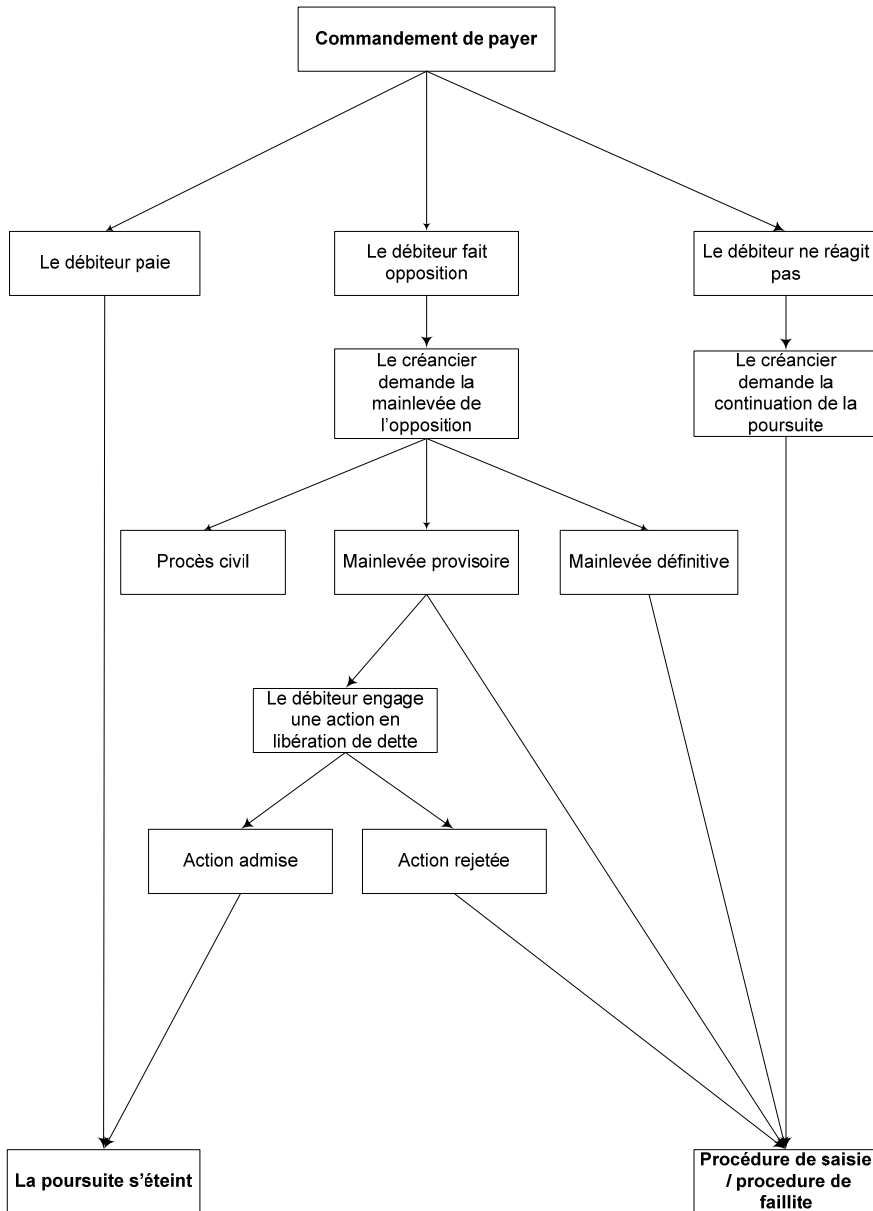 Commandement de payer
Le débiteur paie
Le débiteur fait
opposition
Le débiteur ne réagit
pas
Le créancier
demande la
mainlevée de
l'opposition
Le créancier
demande la
continuation de la
poursuite
Procès civil
Mainlevée provisoire
Mainlevée définitive
Le débiteur engage
une action en
libération de dette
Action admise
Action rejetée
La poursuite s'éteint
Procédure de saisie
/ procedure de
faillite